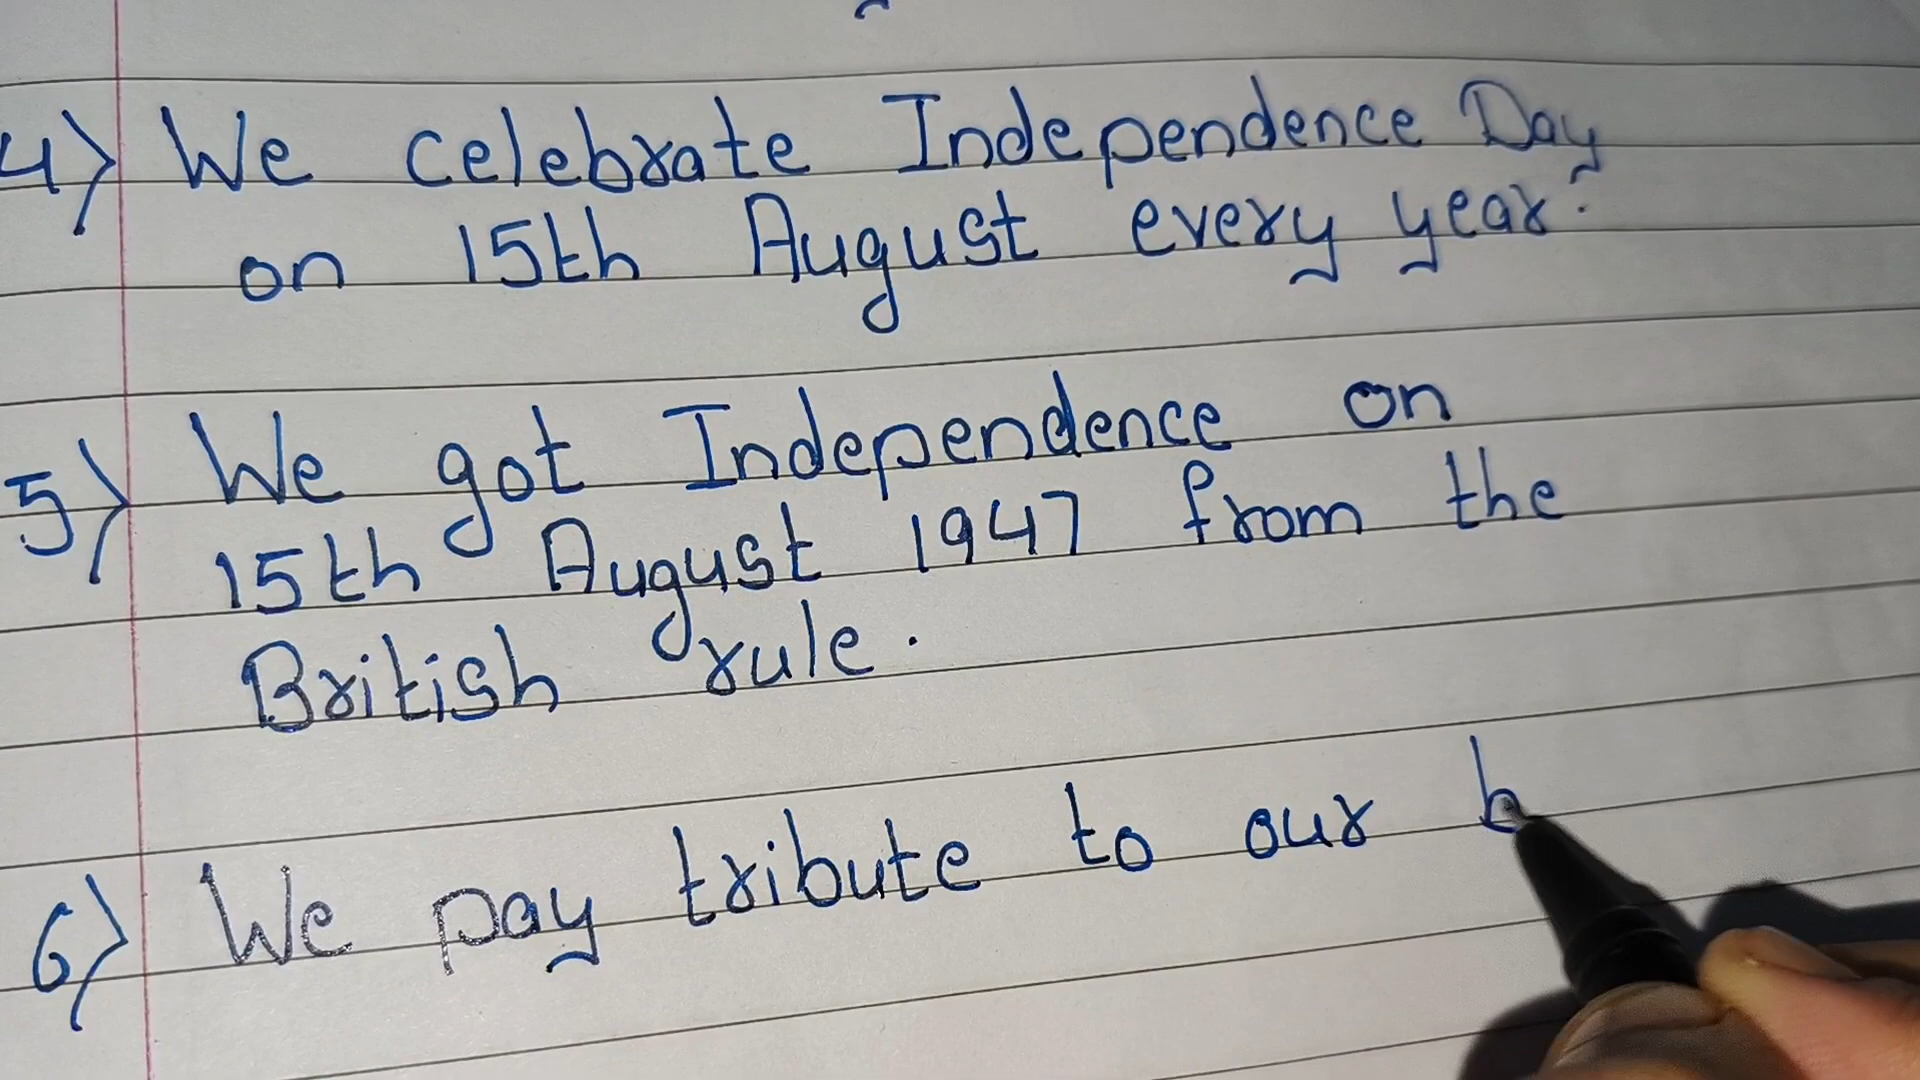 4) We celebrate Independence Day
on 15th August every year.
5) We got Independence on
15th August 1947 from the
British rule.
6) We pay tribute to our b